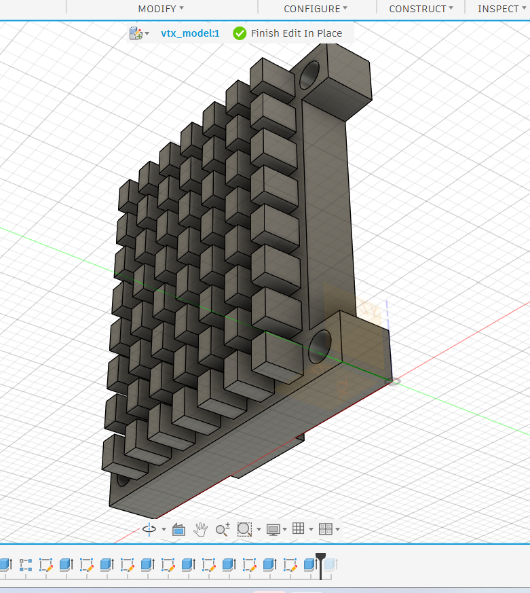 MODIFY CONFIGURE CONSTRUCT INSPECT
vtx_model:1 Finish Edit In Place